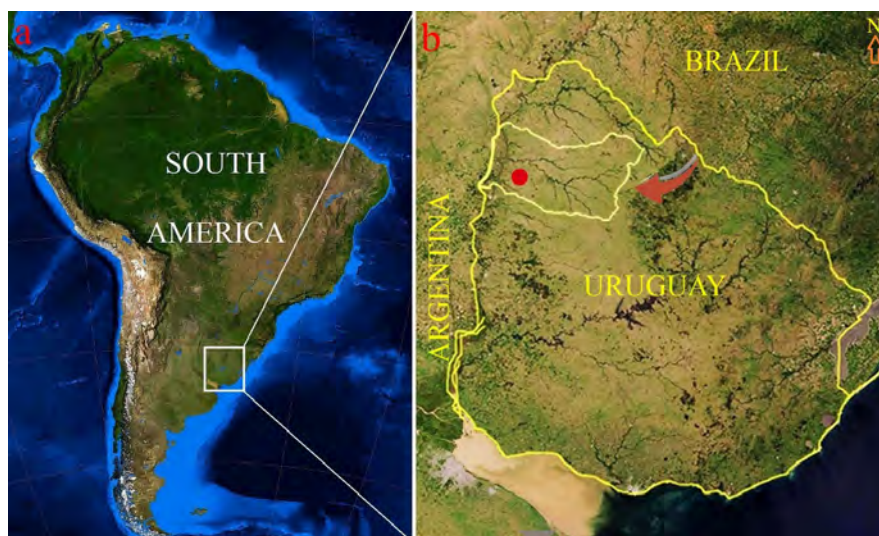 a
SOUTH
AMERICA
b
N
BRAZIL
ARGENTINA
URUGUAY